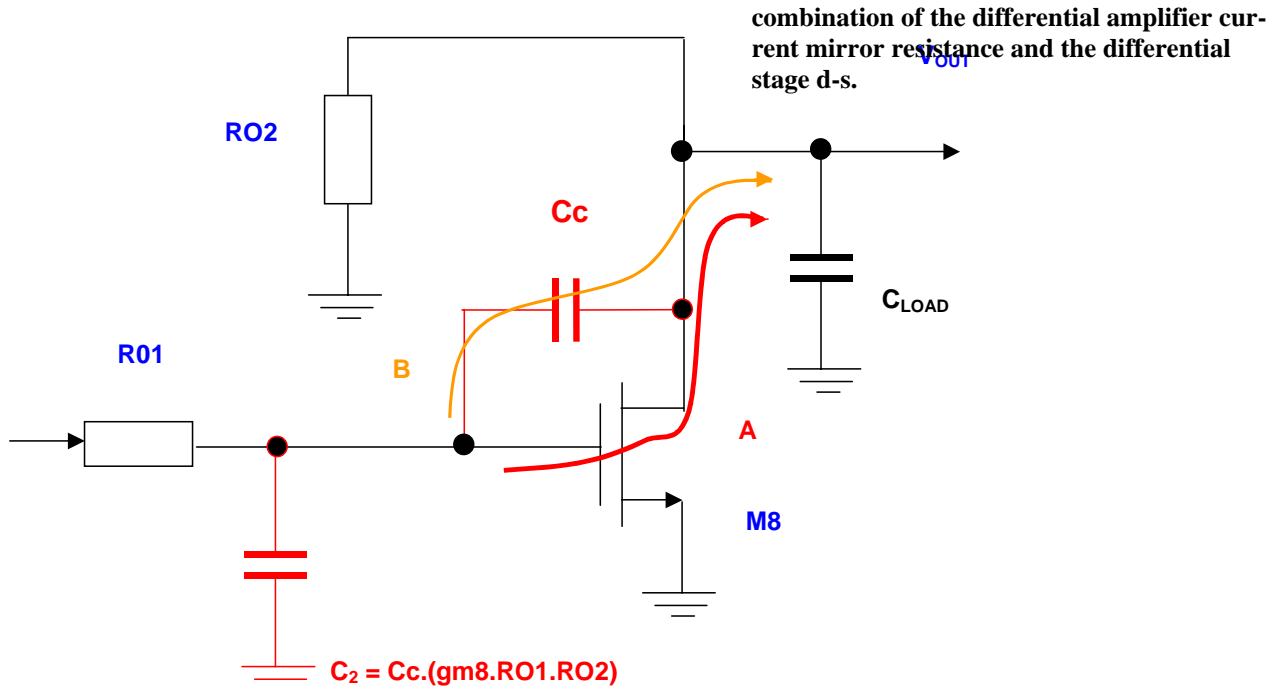 combination of the differential amplifier cur-
rent mirror resistance and the differential
VOUT
stage d-s.
RO2
Cc
CLOAD
R01
B
A
M8
C2 = Cc.(gm8.RO1.RO2)